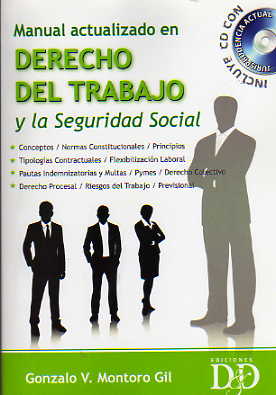 Manual actualizado en
DERECHO
DEL TRABAJO
y la Seguridad Social
INCLUYE CD CON
JURISPRUDENCIA ACTUAL
Conceptos / Normas Constitucionales / Principios
Tipologías Contractuales / Flexibilización Laboral
Pautas Indemnizatorias y Multas / Pymes / Derecho Colectivo
Derecho Procesal / Riesgos del Trabajo / Previsional
EDICIONES
D&D
Gonzalo V. Montoro Gil